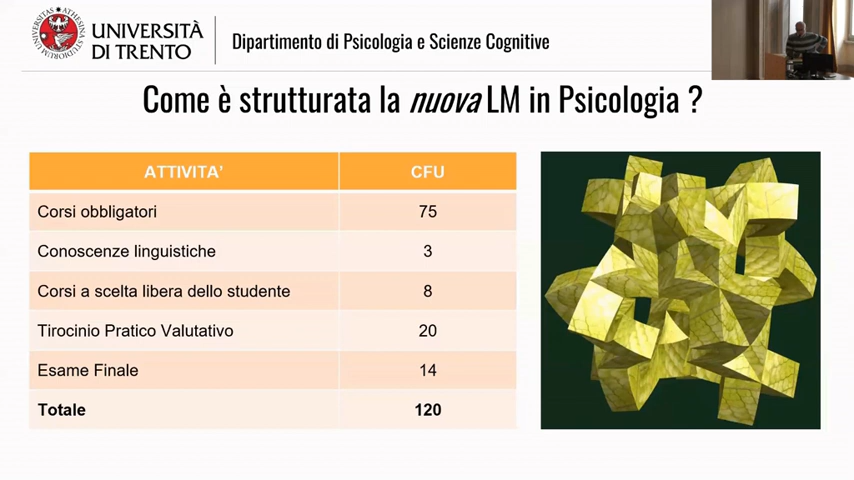 UNIVERSITÀ
DI TRENTO
Dipartimento di Psicologia e Scienze Cognitive
Come è strutturata la nuova LM in Psicologia ?
ATTIVITA' CFU
Corsi obbligatori 75
Conoscenze linguistiche 3
Corsi a scelta libera dello studente 8
Tirocinio Pratico Valutativo 20
Esame Finale 14
Totale 120